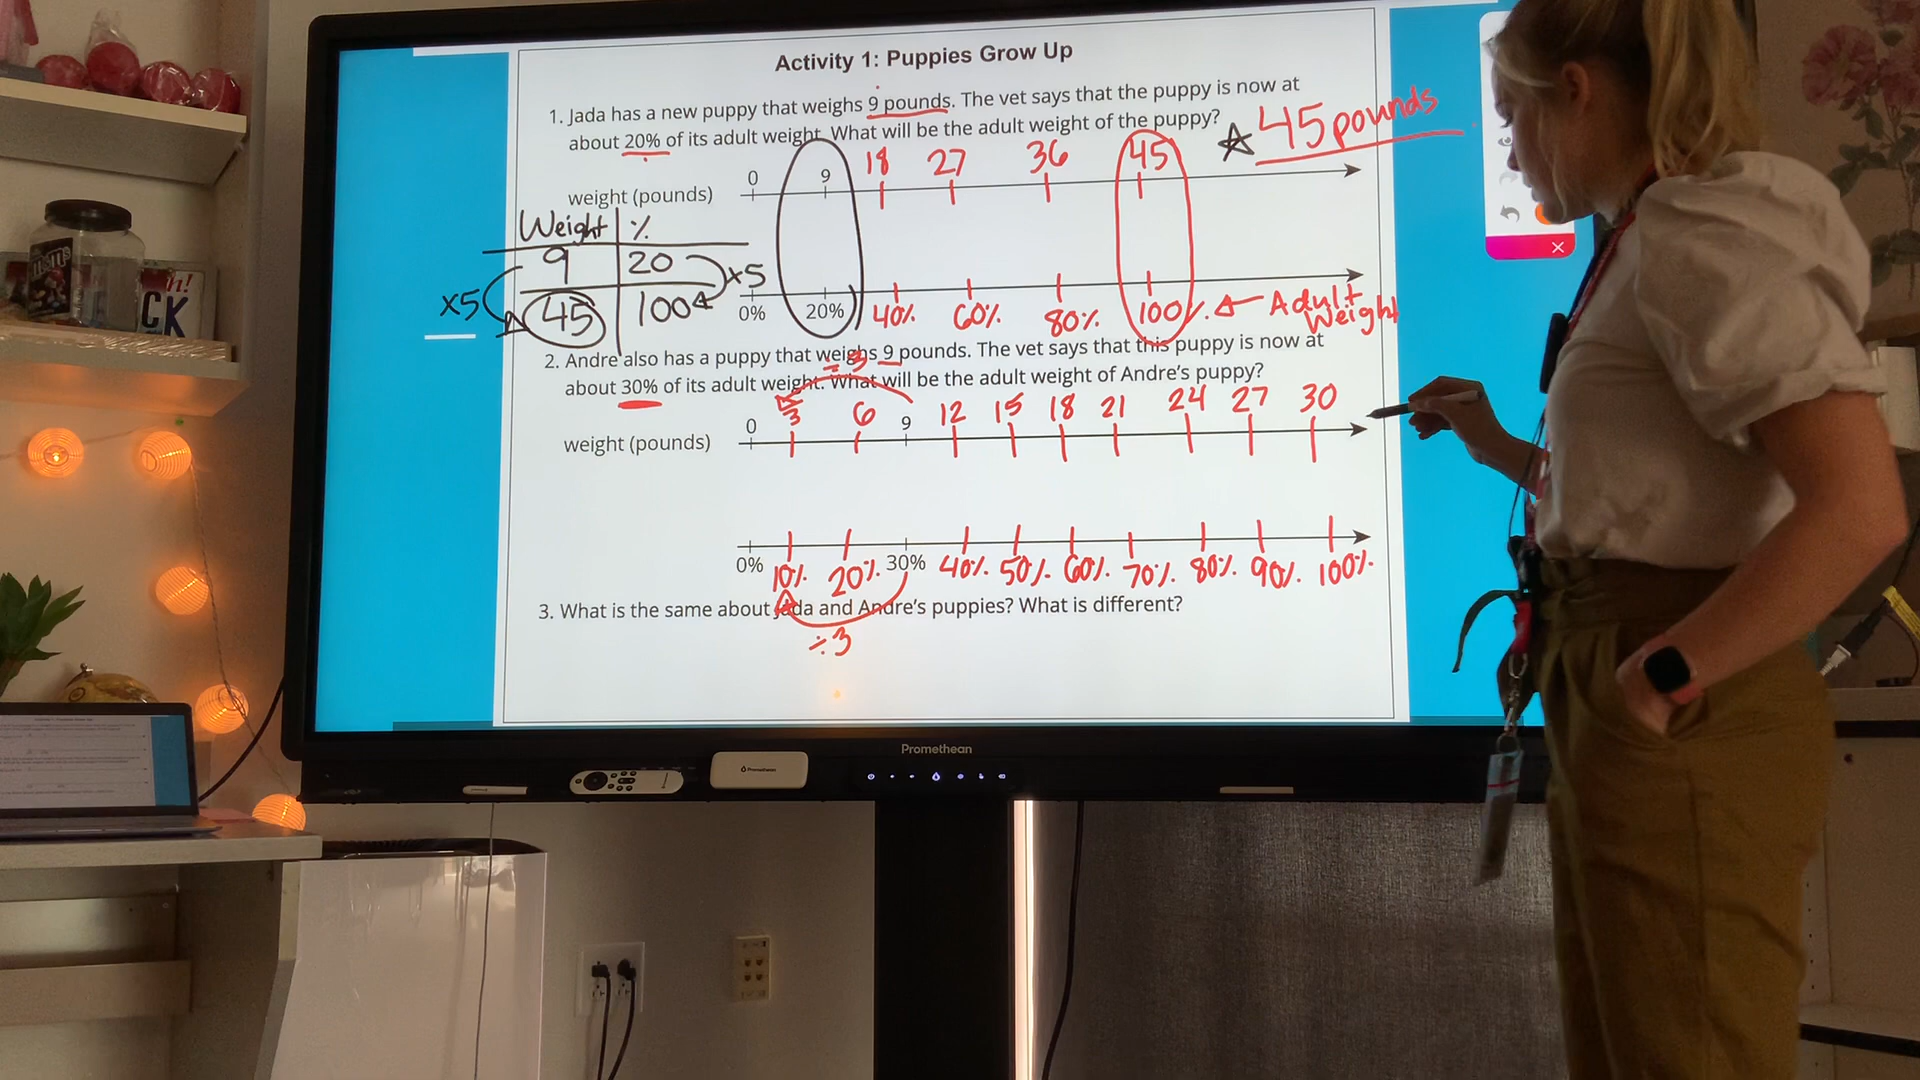 Activity 1: Puppies Grow Up
1. Jada has a new puppy that weighs 9 pounds. The vet says that the puppy is now at
about 20% of its adult weight. What will be the adult weight of the puppy?
☆ 45 pounds
18 27 36 45
0 9
weight (pounds)
Weight %
9 20
x5
x5
45 100
0% 20% 40% 60% 80% 100%. ← Adult
Weight
2. Andre also has a puppy that weighs 9 pounds. The vet says that this puppy is now at
÷3
about 30% of its adult weight. What will be the adult weight of Andre's puppy?
3 6 12 15 18 21 24 27 30
0 9
weight (pounds)
0% 10% 20% 30% 40% 50% 60% 70% 80% 90% 100%
3. What is the same about Jada and Andre's puppies? What is different?
÷3
Promethean
Promethean
m&m's
CK